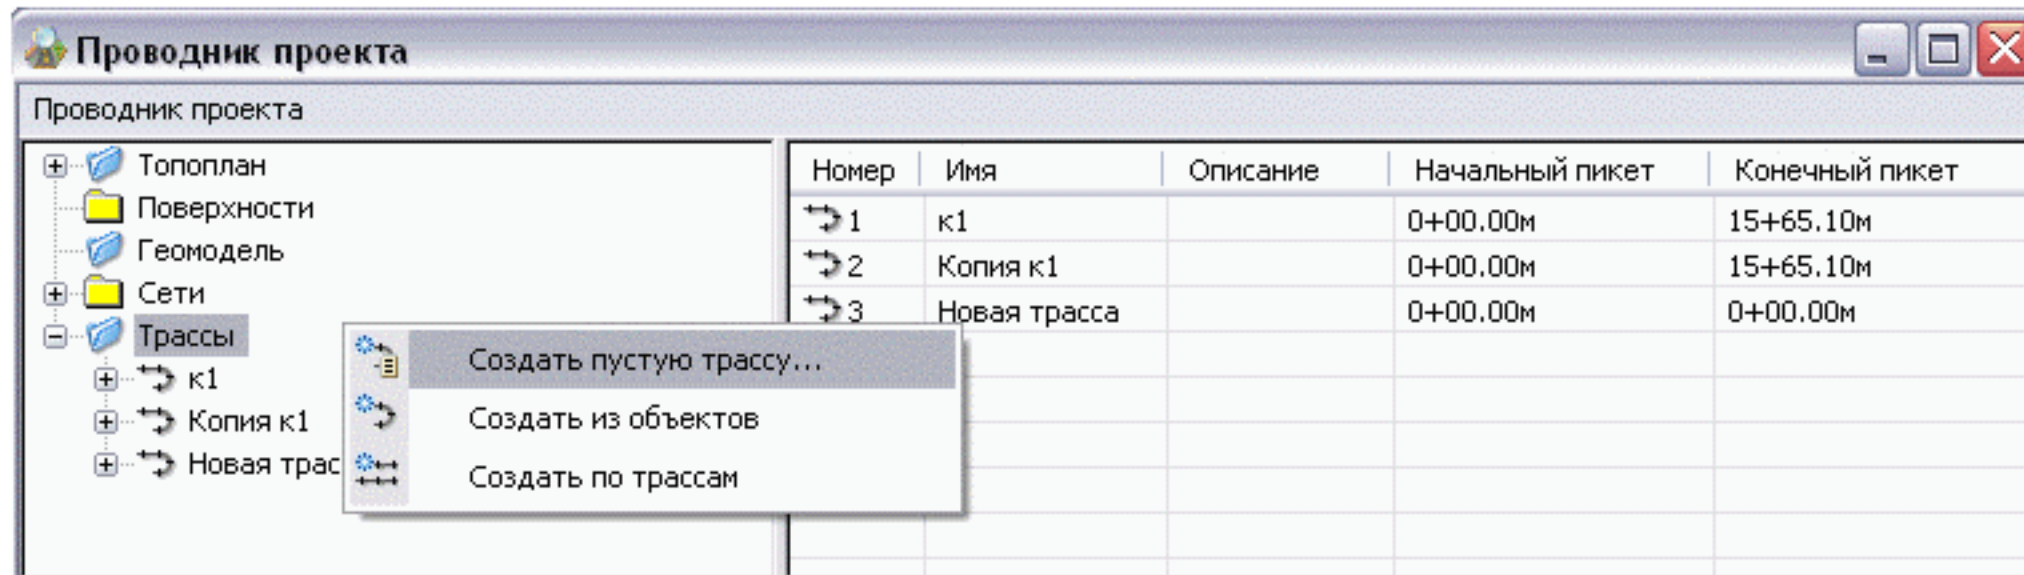 Проводник проекта
Проводник проекта
Топоплан
Поверхности
Геомодель
Сети
Трассы
к1
Копия к1
Новая трас
Создать пустую трассу...
Создать из объектов
Создать по трассам
Номер Имя Описание Начальный пикет Конечный пикет
1 к1 0+00.00м 15+65.10м
2 Копия к1 0+00.00м 15+65.10м
3 Новая трасса 0+00.00м 0+00.00м